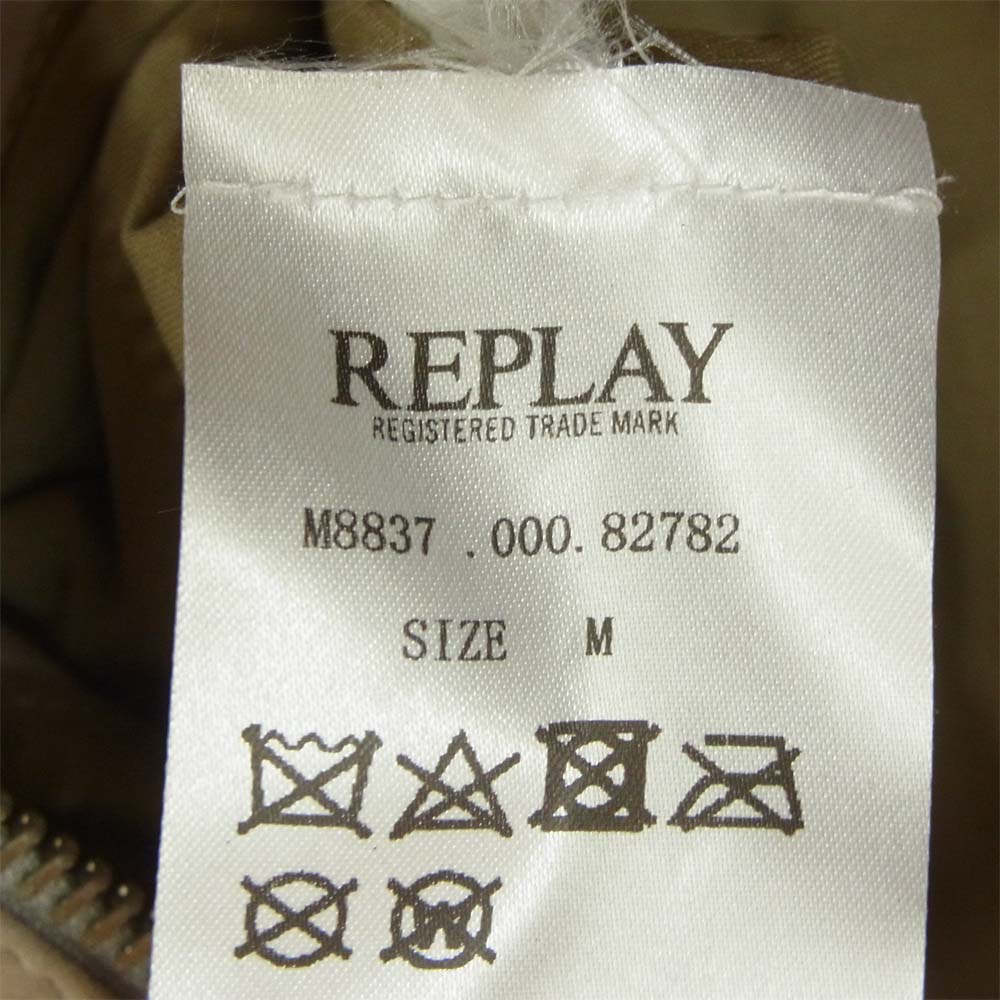 REPLAY
REGISTERED TRADE MARK
M8837 .000.82782
SIZE M
W